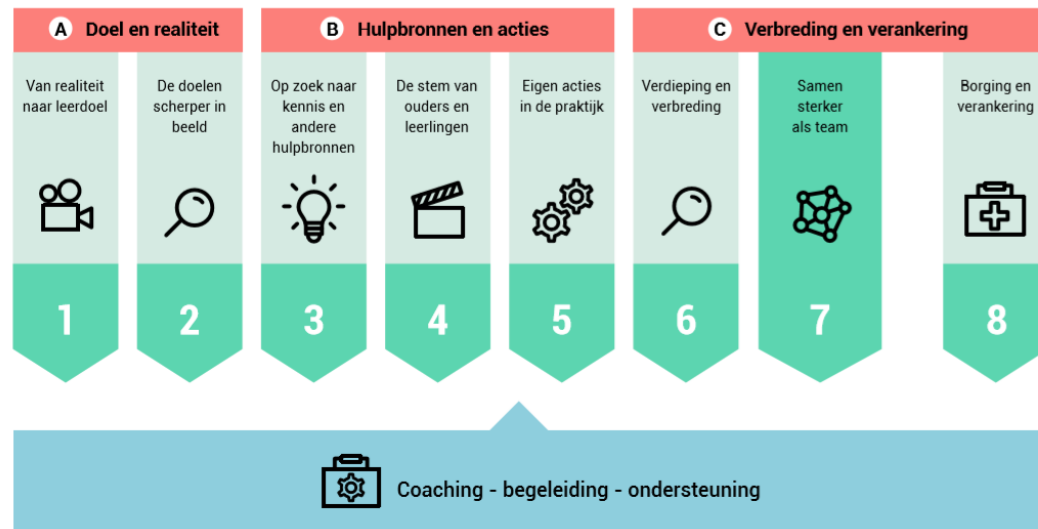 A Doel en realiteit
B Hulpbronnen en acties
C Verbreding en verankering
Van realiteit
naar leerdoel
De doelen
scherper in
beeld
Op zoek naar
kennis en
andere
hulpbronnen
De stem van
ouders en
leerlingen
Eigen acties
in de praktijk
Verdieping en
verbreding
Samen
sterker
als team
Borging en
verankering
1
2
3
4
5
6
7
8
Coaching - begeleiding - ondersteuning